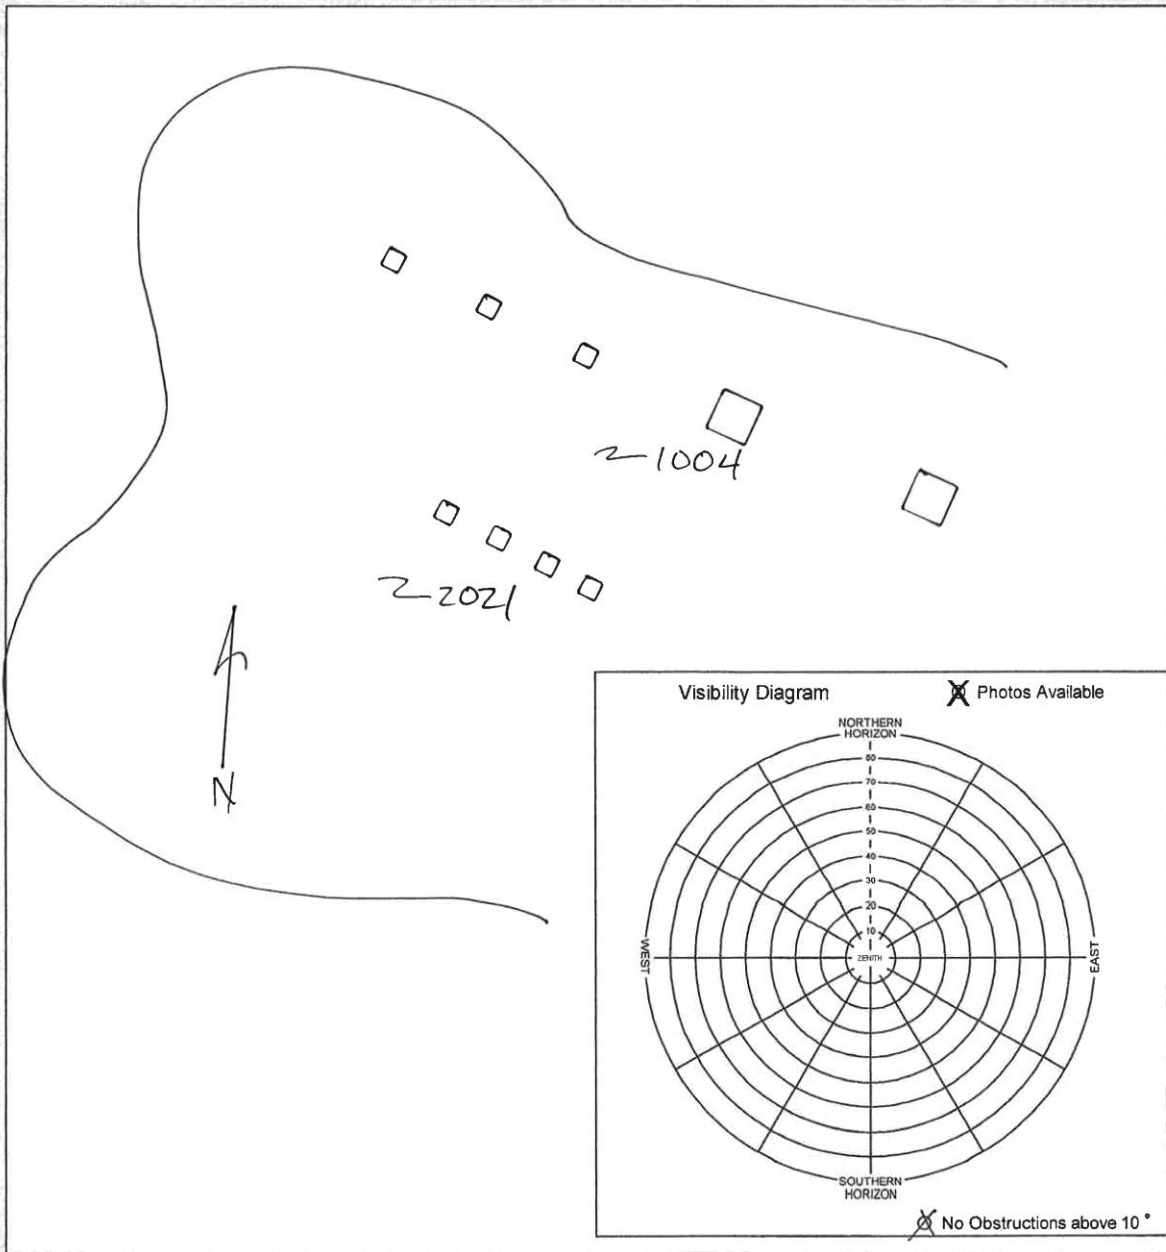 1004
2021
N
Visibility Diagram
Photos Available
NORTHERN
HORIZON
80
70
60
50
40
30
20
10
ZENITH
WEST
EAST
SOUTHERN
HORIZON
No Obstructions above 10 °